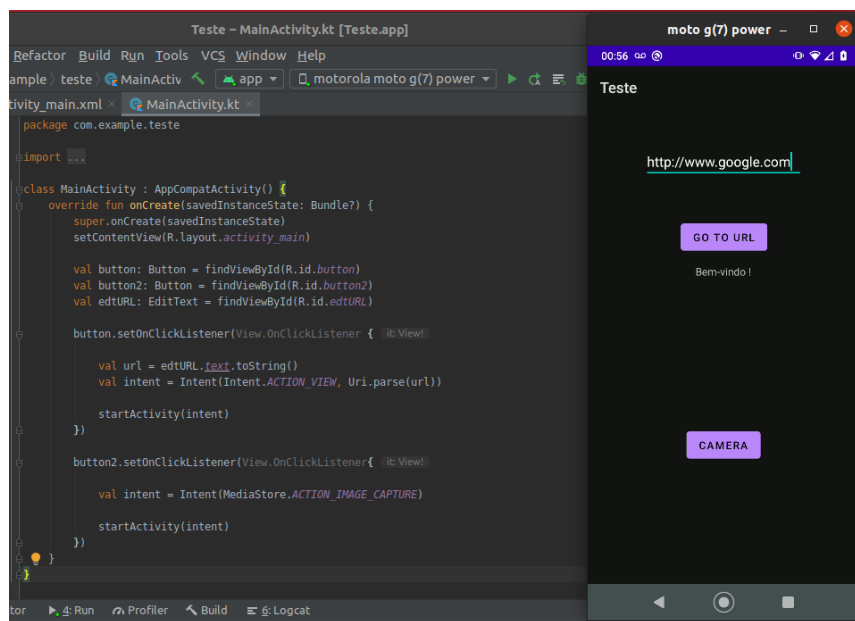 Teste – MainActivity.kt [Teste.app]
Refactor Build Run Tools VCS Window Help
ample teste MainActiv app motorola moto g(7) power
tivity_main.xml MainActivity.kt
package com.example.teste
import ...
class MainActivity : AppCompatActivity() {
override fun onCreate(savedInstanceState: Bundle?) {
super.onCreate(savedInstanceState)
setContentView(R.layout.activity_main)
val button: Button = findViewById(R.id.button)
val button2: Button = findViewById(R.id.button2)
val edtURL: EditText = findViewById(R.id.edtURL)
button.setOnClickListener(View.OnClickListener { it: View!
val url = edtURL.text.toString()
val intent = Intent(Intent.ACTION_VIEW, Uri.parse(url))
startActivity(intent)
})
button2.setOnClickListener(View.OnClickListener{ it: View!
val intent = Intent(MediaStore.ACTION_IMAGE_CAPTURE)
startActivity(intent)
})
}
}
tor 4: Run Profiler Build 6: Logcat
moto g(7) power
00:56
Teste
http://www.google.com
GO TO URL
Bem-vindo !
CAMERA